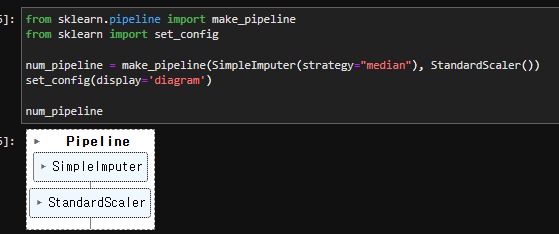 5]:
from sklearn.pipeline import make_pipeline
from sklearn import set_config
num_pipeline = make_pipeline(SimpleImputer(strategy="median"), StandardScaler())
set_config(display='diagram')
num_pipeline
5]:
▸ Pipeline
▸ SimpleImputer
▸ StandardScaler